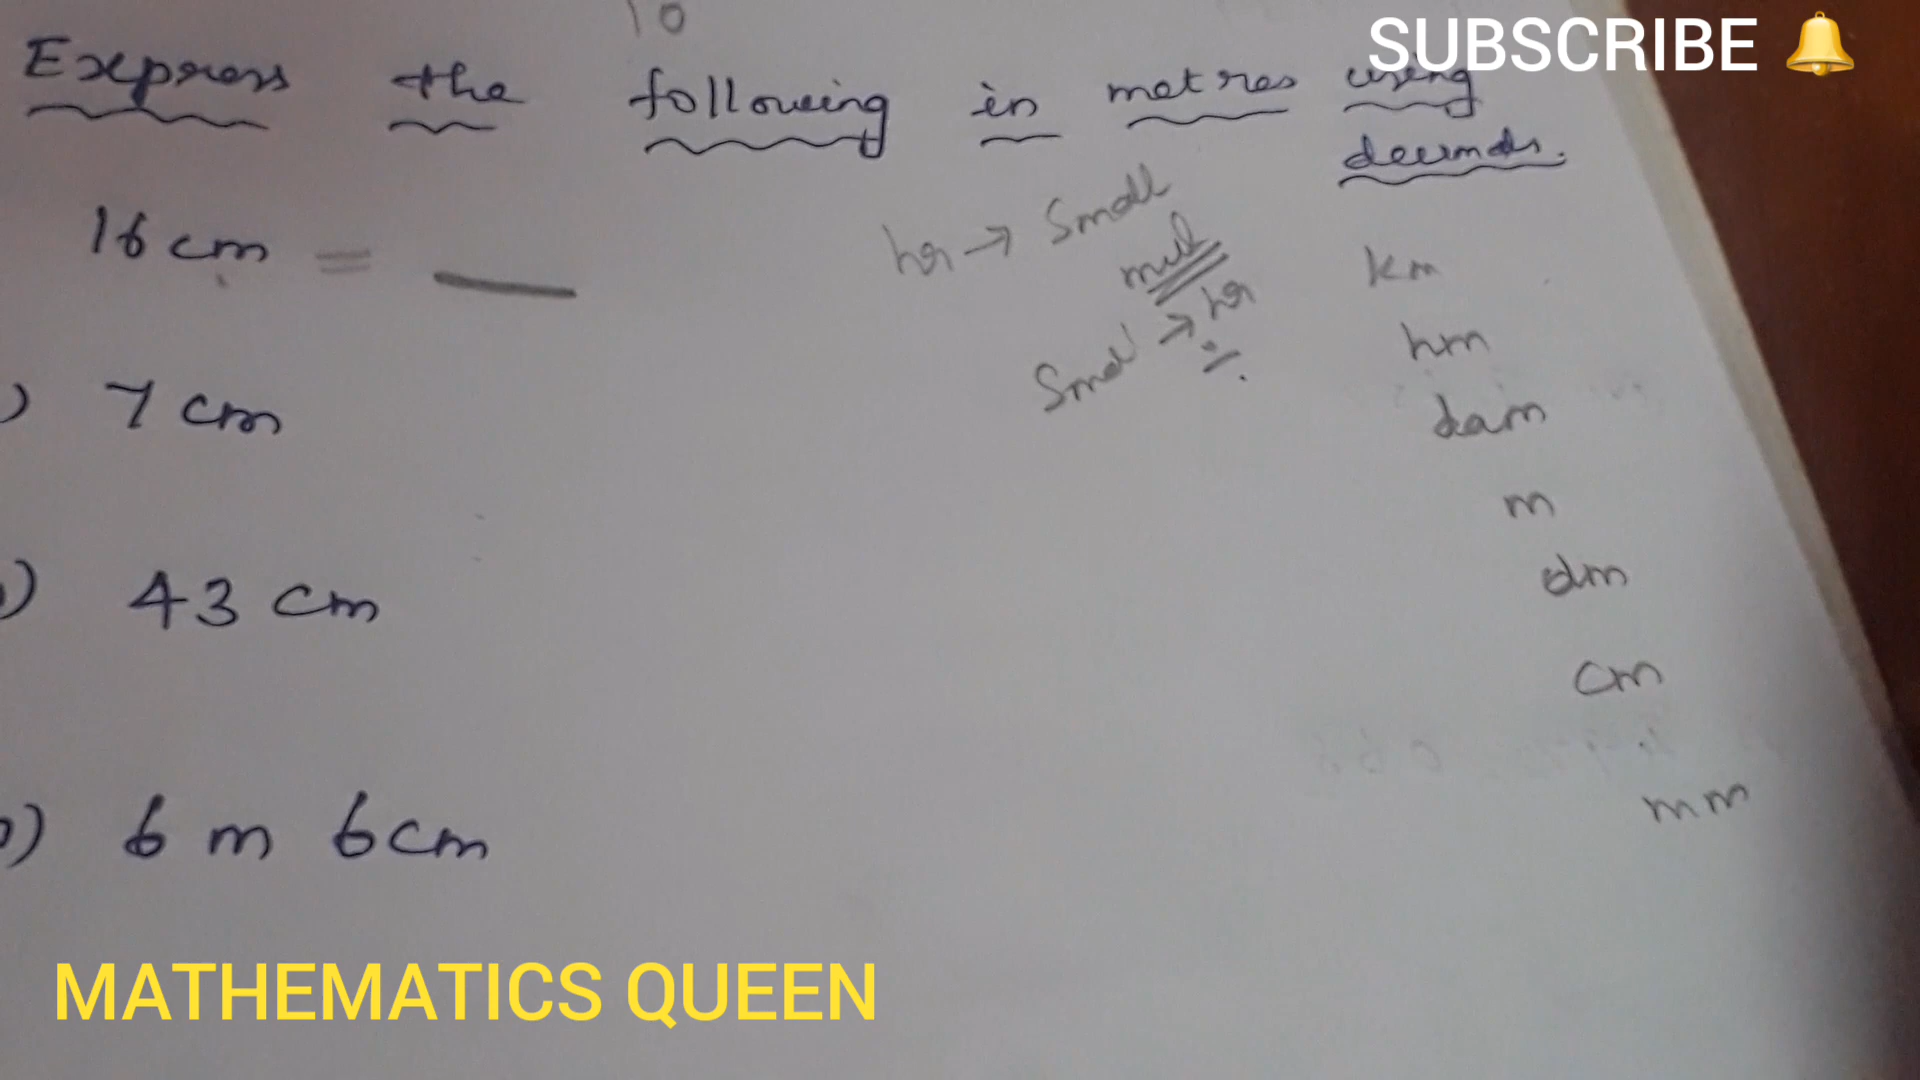 10
SUBSCRIBE 🔔
Express the following in metres using
decimals.
16 cm = __
hr → Small
mul
Small → hr
÷
km
hm
dam
m
dm
cm
mm
) 7 cm
) 43 cm
) 6 m 6 cm
MATHEMATICS QUEEN